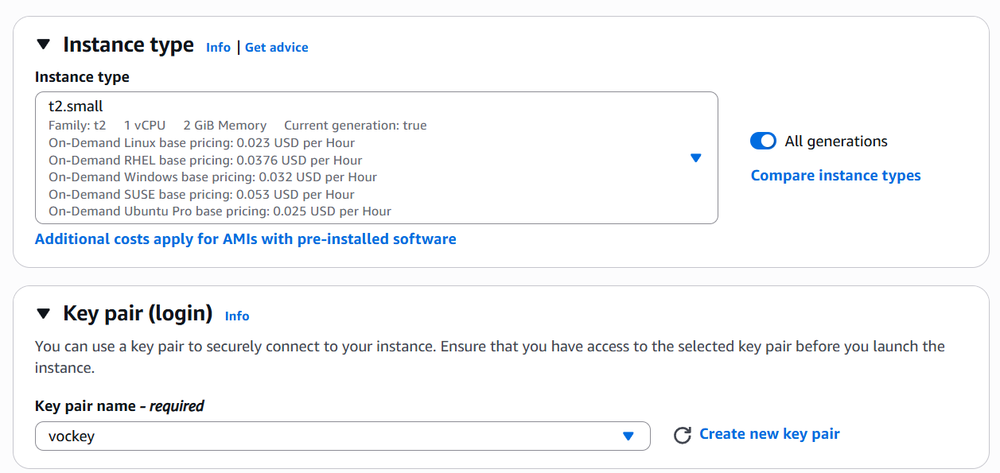 Instance type Info | Get advice
Instance type
t2.small
Family: t2 1 vCPU 2 GiB Memory Current generation: true
On-Demand Linux base pricing: 0.023 USD per Hour
On-Demand RHEL base pricing: 0.0376 USD per Hour
On-Demand Windows base pricing: 0.032 USD per Hour
On-Demand SUSE base pricing: 0.053 USD per Hour
On-Demand Ubuntu Pro base pricing: 0.025 USD per Hour
All generations
Compare instance types
Additional costs apply for AMIs with pre-installed software
Key pair (login) Info
You can use a key pair to securely connect to your instance. Ensure that you have access to the selected key pair before you launch the
instance.
Key pair name - required
vockey
Create new key pair